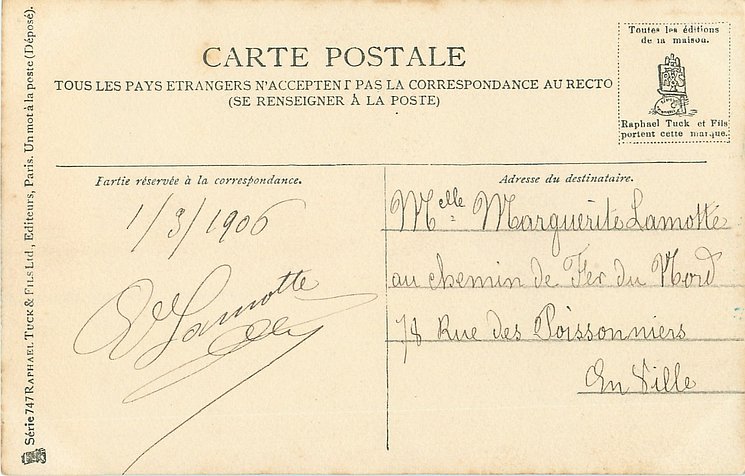 CARTE POSTALE
TOUS LES PAYS ETRANGERS N'ACCEPTENT PAS LA CORRESPONDANCE AU RECTO
(SE RENSEIGNER À LA POSTE)
Toutes les éditions
de la maison.
Raphael Tuck et Fils
portent cette marque.
Partie réservée à la correspondance.
1/3/1906
Lamotte
Adresse du destinataire.
Melle Marguerite Lamotte
au chemin de Fer du Nord
78 Rue des Poissonniers
En Ville
Série 747 RAPHAEL TUCK & FILS Ltd, Editeurs, Paris. Un mot à la poste (Déposé).